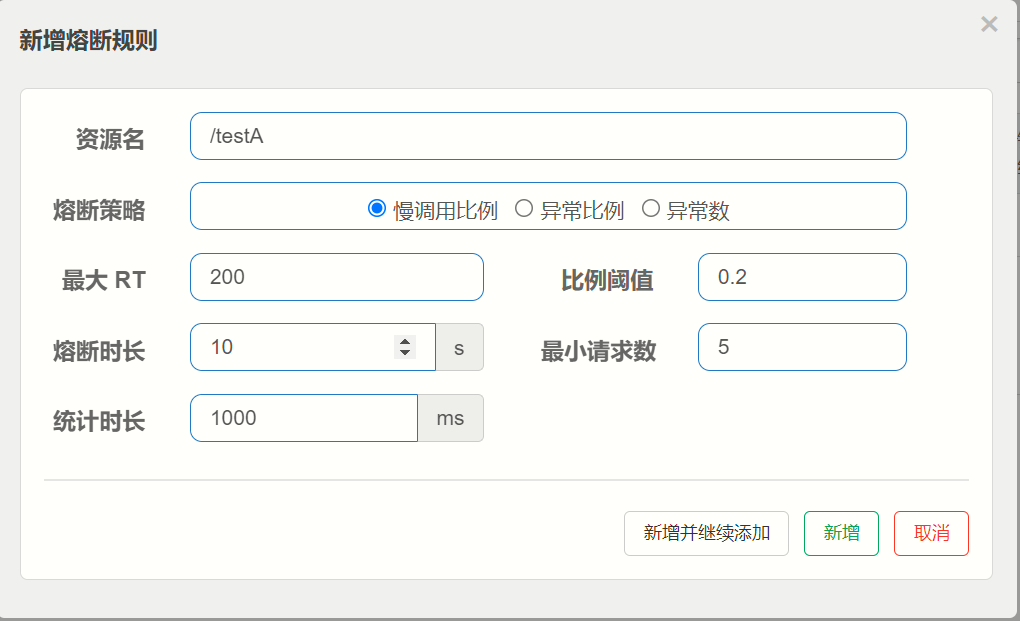 新增熔断规则
资源名 /testA
熔断策略 慢调用比例 异常比例 异常数
最大 RT 200 比例阈值 0.2
熔断时长 10 s 最小请求数 5
统计时长 1000 ms
新增并继续添加 新增 取消